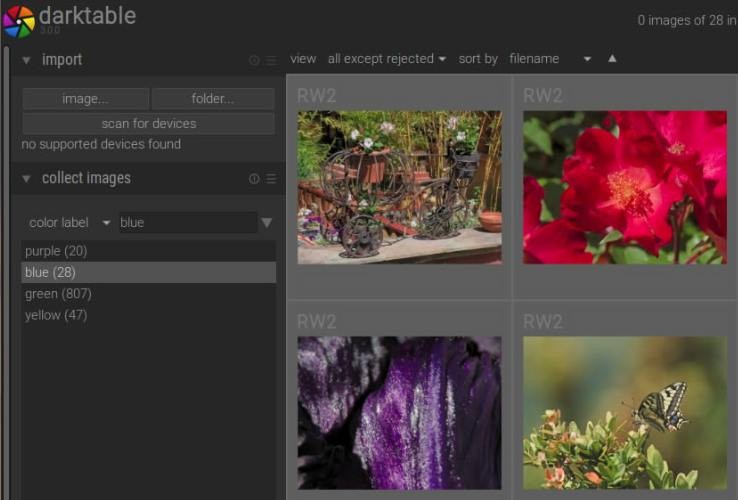 darktable
3.0.0
0 images of 28 in
import
view all except rejected sort by filename
image...
folder...
scan for devices
no supported devices found
collect images
color label blue
purple (20)
blue (28)
green (807)
yellow (47)
RW2
RW2
RW2
RW2